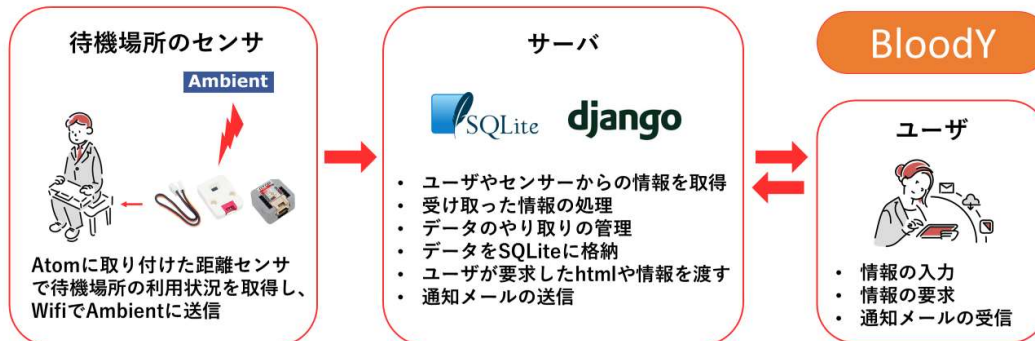 待機場所のセンサ
Ambient
Atomに取り付けた距離センサ
で待機場所の利用状況を取得し、
WifiでAmbientに送信
サーバ
SQLite
django
• ユーザやセンサーからの情報を取得
• 受け取った情報の処理
• データのやり取りの管理
• データをSQLiteに格納
• ユーザが要求したhtmlや情報を渡す
• 通知メールの送信
BloodY
ユーザ
• 情報の入力
• 情報の要求
• 通知メールの受信